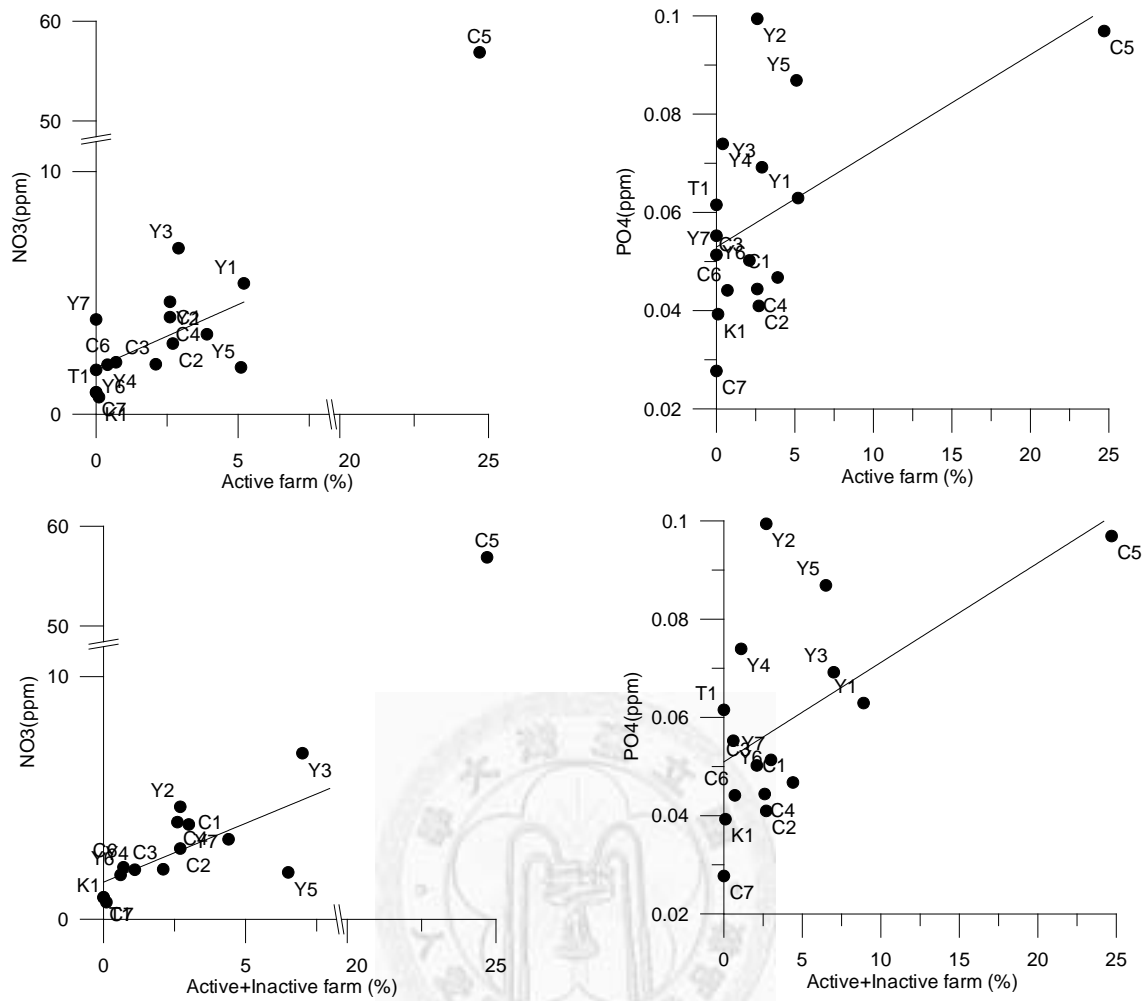 60
50
10
0
NO3(ppm)
C5
Y3
Y1
Y7
C1
Y2
C4
C6
C3
C2
Y5
T1
Y4
Y6
C7
K1
0
5
20
25
Active farm (%)
0.1
0.08
0.06
0.04
0.02
PO4(ppm)
Y2
C5
Y5
Y3
Y4
Y1
T1
Y7
C3
Y6
C1
C6
C4
K1
C2
C7
0
5
10
15
20
25
Active farm (%)
60
50
10
0
NO3(ppm)
C5
Y3
Y2
C1
C4
Y7
C6
Y4
C3
Y6
C2
Y5
K1
C7
T1
0
5
20
25
Active+Inactive farm (%)
0.1
0.08
0.06
0.04
0.02
PO4(ppm)
Y2
C5
Y5
Y4
Y3
T1
Y1
Y7
C3
Y6
C1
C6
C4
K1
C2
C7
0
5
10
15
20
25
Active+Inactive farm (%)